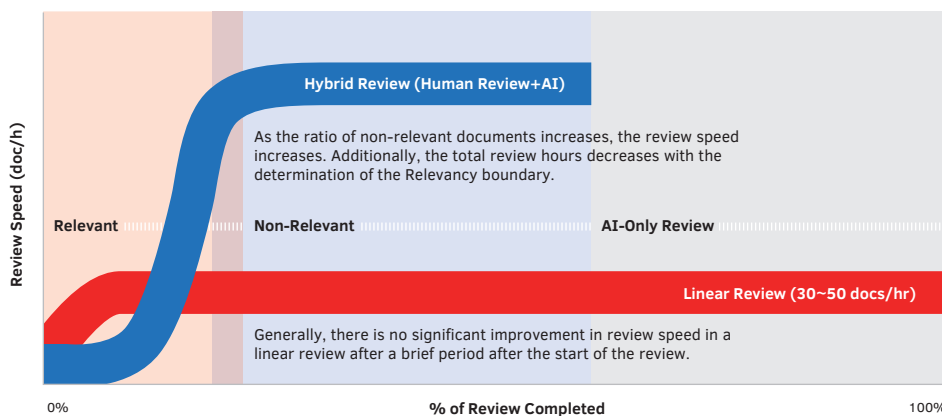 Hybrid Review (Human Review+AI)
As the ratio of non-relevant documents increases, the review speed
increases. Additionally, the total review hours decreases with the
determination of the Relevancy boundary.
Review Speed (doc/h)
Relevant
Non-Relevant
AI-Only Review
Linear Review (30~50 docs/hr)
Generally, there is no significant improvement in review speed in a
linear review after a brief period after the start of the review.
0%
% of Review Completed
100%